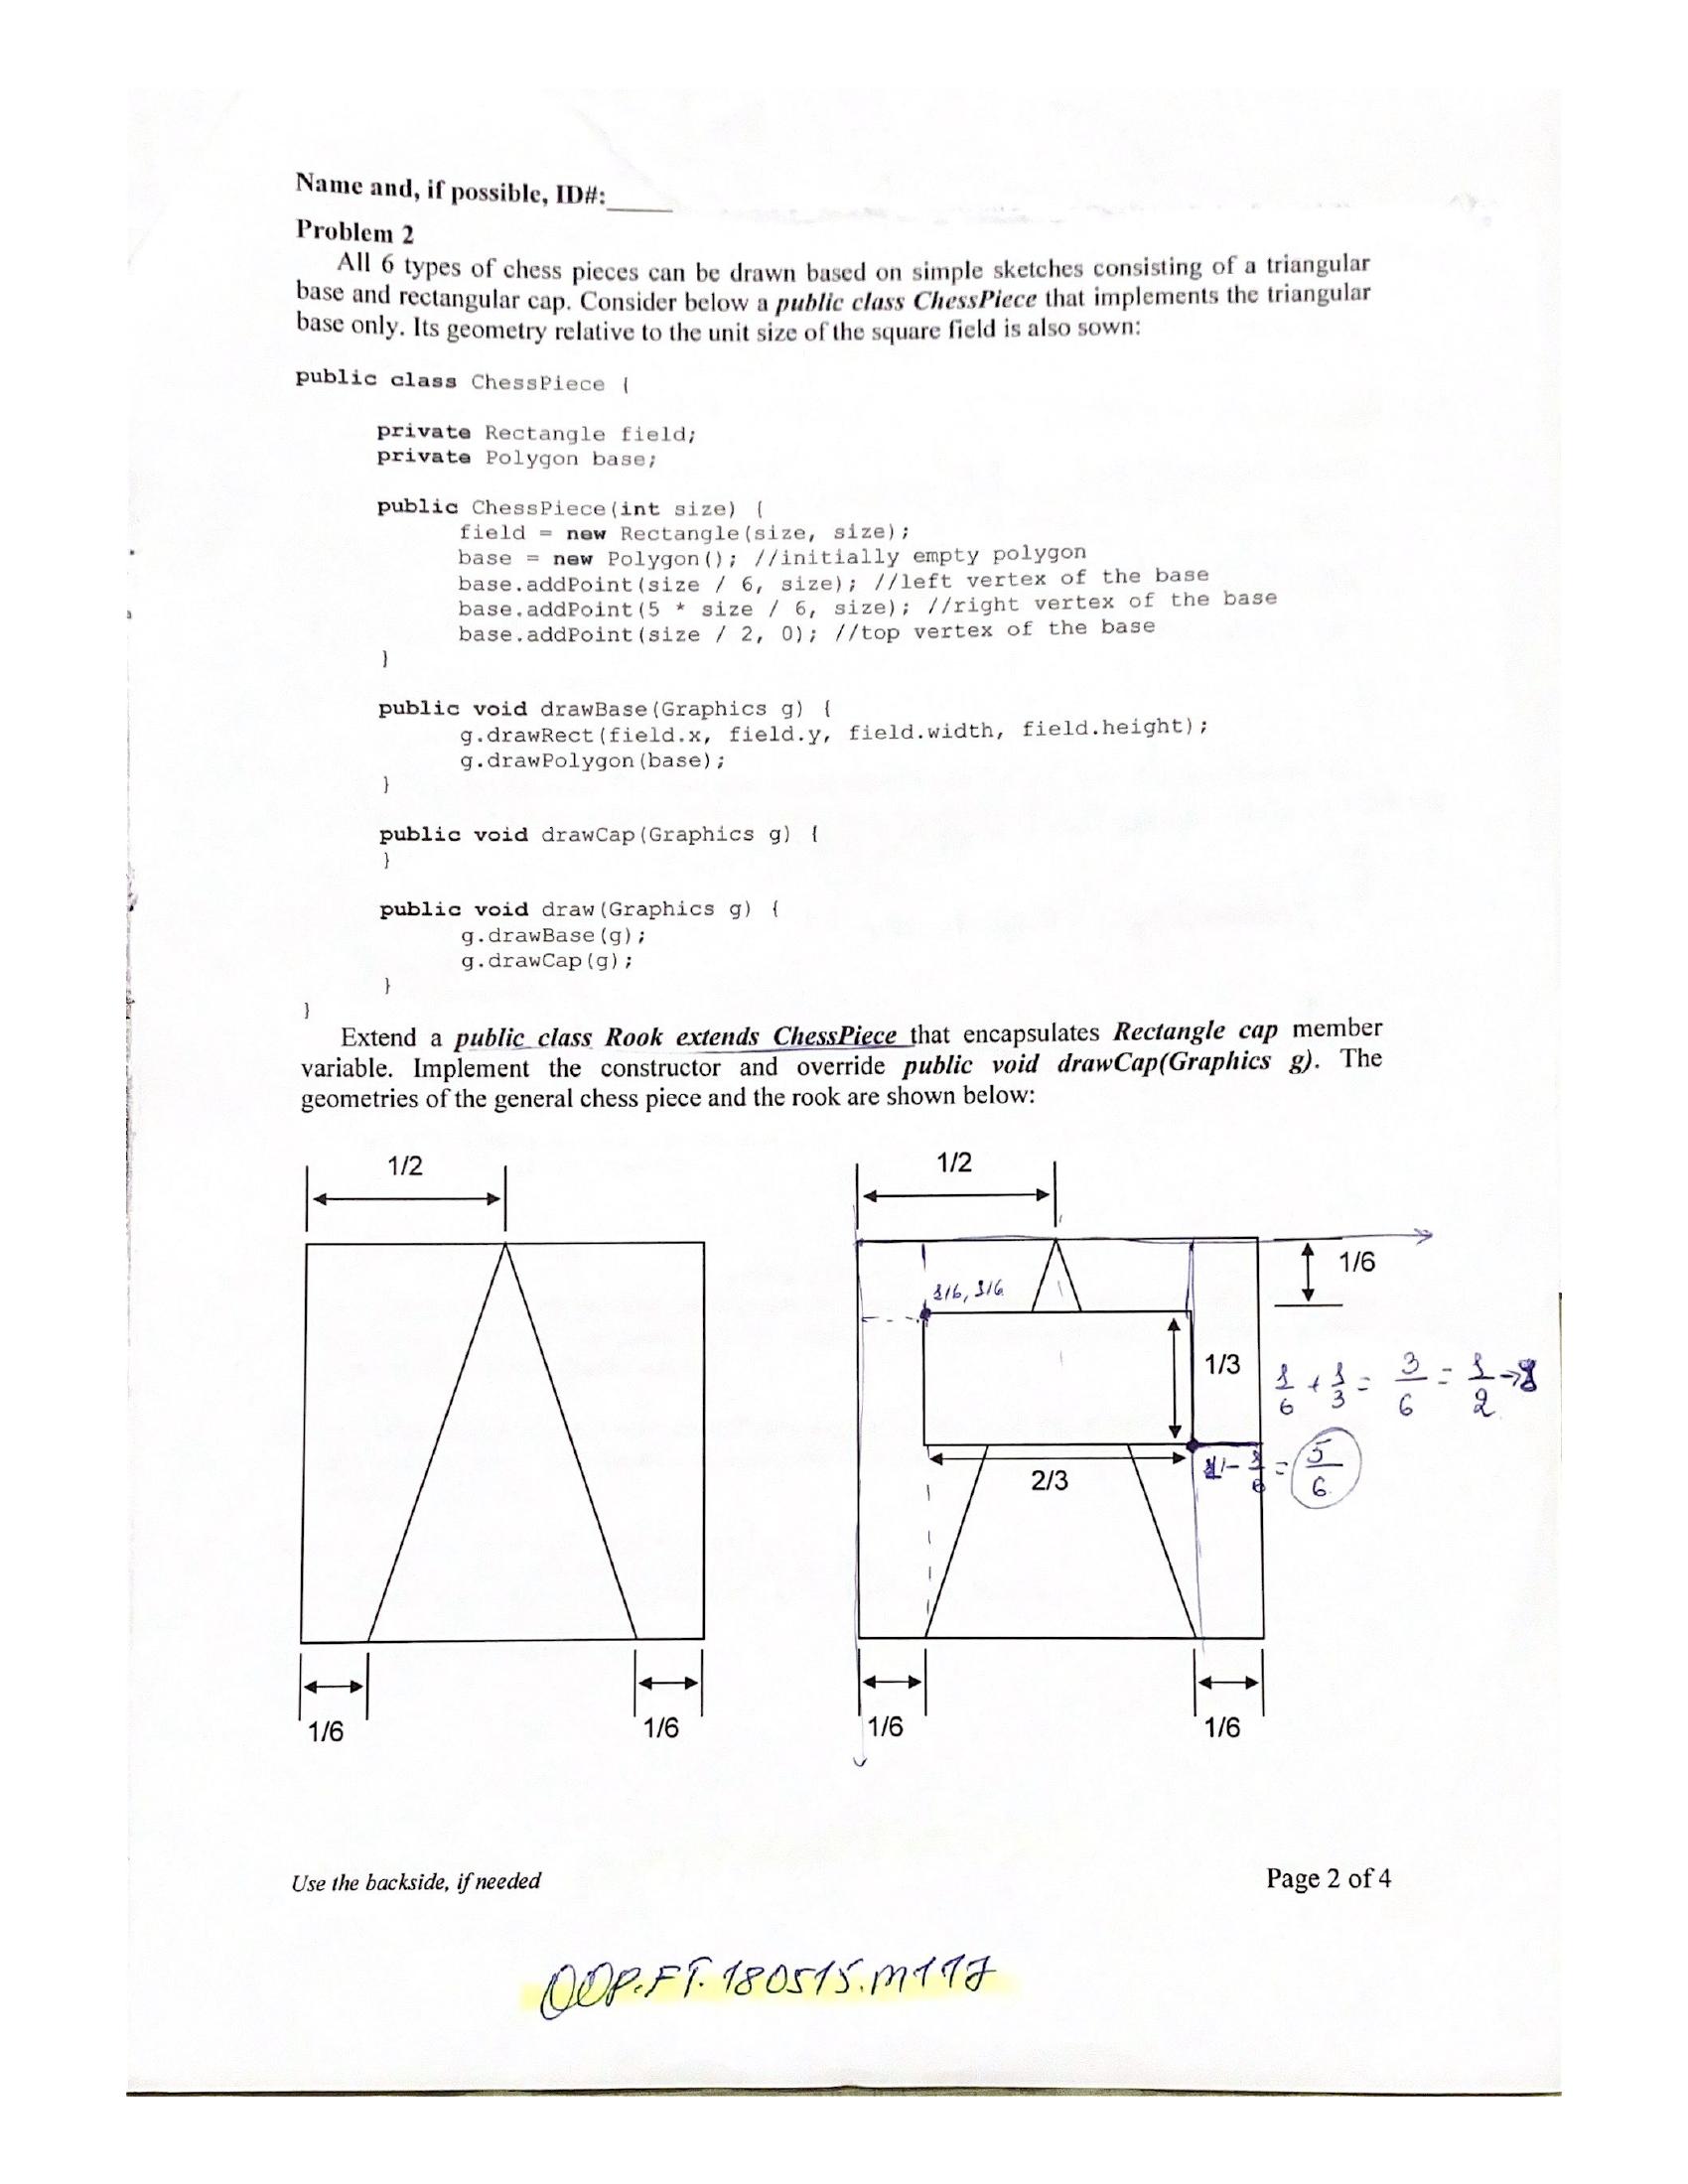 Name and, if possible, ID#:_____
Problem 2
All 6 types of chess pieces can be drawn based on simple sketches consisting of a triangular
base and rectangular cap. Consider below a public class ChessPiece that implements the triangular
base only. Its geometry relative to the unit size of the square field is also sown:
public class ChessPiece {
private Rectangle field;
private Polygon base;
public ChessPiece(int size) {
field = new Rectangle(size, size);
base = new Polygon(); //initially empty polygon
base.addPoint(size / 6, size); //left vertex of the base
base.addPoint(5 * size / 6, size); //right vertex of the base
base.addPoint(size / 2, 0); //top vertex of the base
}
public void drawBase(Graphics g) {
g.drawRect(field.x, field.y, field.width, field.height);
g.drawPolygon(base);
}
public void drawCap(Graphics g) {
}
public void draw(Graphics g) {
g.drawBase(g);
g.drawCap(g);
}
}
Extend a public class Rook extends ChessPiece that encapsulates Rectangle cap member
variable. Implement the constructor and override public void drawCap(Graphics g). The
geometries of the general chess piece and the rook are shown below:
1/2
1/2
1/6
1/6, 1/6
1/3
1/6 + 1/3 = 3/6 = 1/2 →
2/3
= 5/6
1/6
1/6
1/6
1/6
Use the backside, if needed
Page 2 of 4
OOP.FT.180515.M117